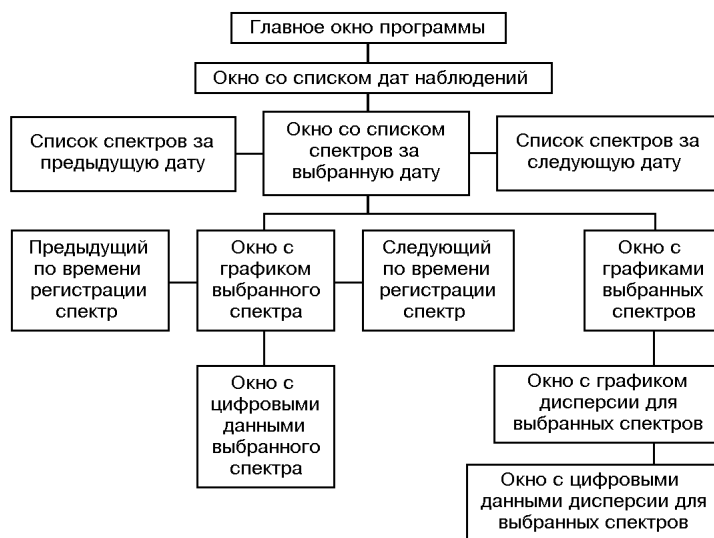 Главное окно программы
Окно со списком дат наблюдений
Список спектров за
предыдущую дату
Окно со списком
спектров за
выбранную дату
Список спектров за
следующую дату
Предыдущий
по времени
регистрации
спектр
Окно с
графиком
выбранного
спектра
Следующий
по времени
регистрации
спектр
Окно с
графиками
выбранных
спектров
Окно с
цифровыми
данными
выбранного
спектра
Окно с графиком
дисперсии для
выбранных спектров
Окно с цифровыми
данными дисперсии для
выбранных спектров